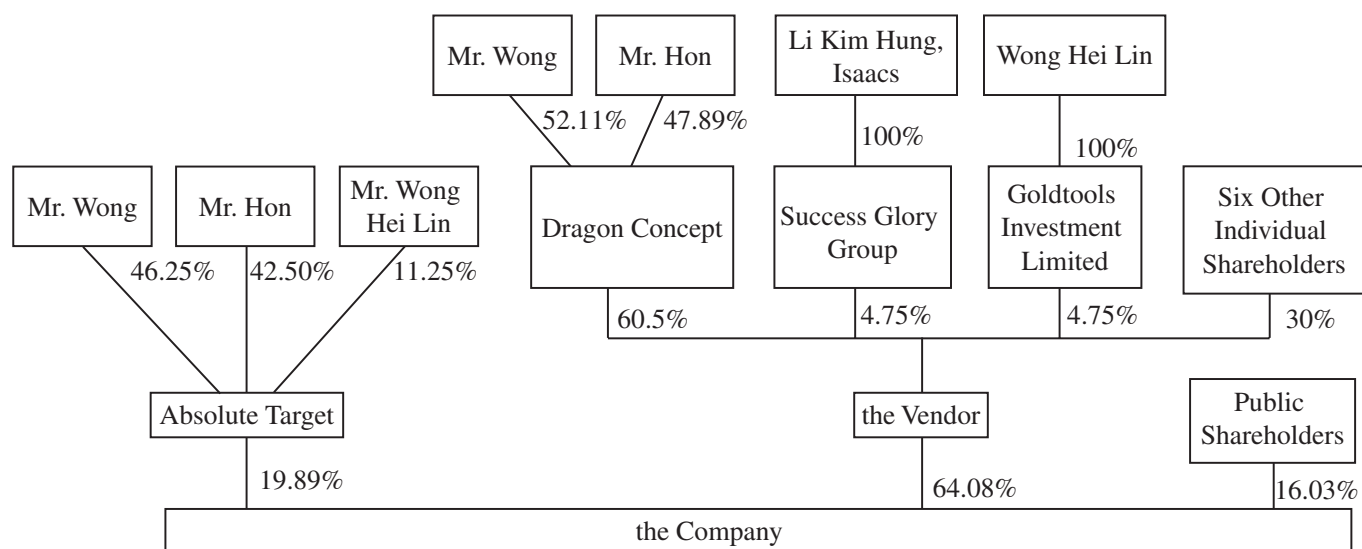 Mr. Wong
Mr. Hon
Li Kim Hung,
Isaacs
Wong Hei Lin
52.11%
47.89%
100%
100%
Mr. Wong
Mr. Hon
Mr. Wong
Hei Lin
Dragon Concept
Success Glory
Group
Goldtools
Investment
Limited
Six Other
Individual
Shareholders
46.25%
42.50%
11.25%
60.5%
4.75%
4.75%
30%
Absolute Target
the Vendor
Public
Shareholders
19.89%
64.08%
16.03%
the Company